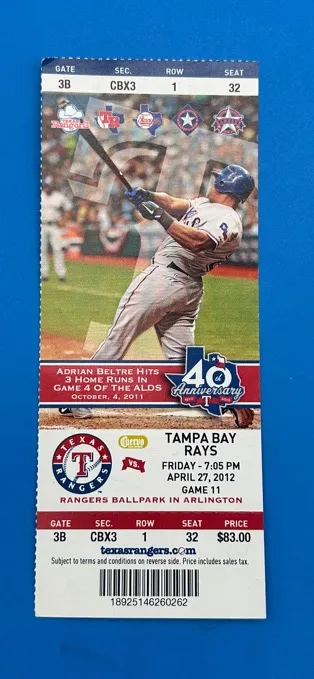 GATE SEC. ROW SEAT
3B CBX3 1 32
ADRIAN BELTRE HITS
3 HOME RUNS IN
GAME 4 OF THE ALDS
OCTOBER 4, 2011
40th
Anniversary
TEXAS
RANGERS
T
Cuervo
VS.
TAMPA BAY
RAYS
FRIDAY - 7:05 PM
APRIL 27, 2012
GAME 11
RANGERS BALLPARK IN ARLINGTON
GATE SEC. ROW SEAT PRICE
3B CBX3 1 32 $83.00
texasrangers.com
Subject to terms and conditions on reverse side. Price includes sales tax.
18925146260262